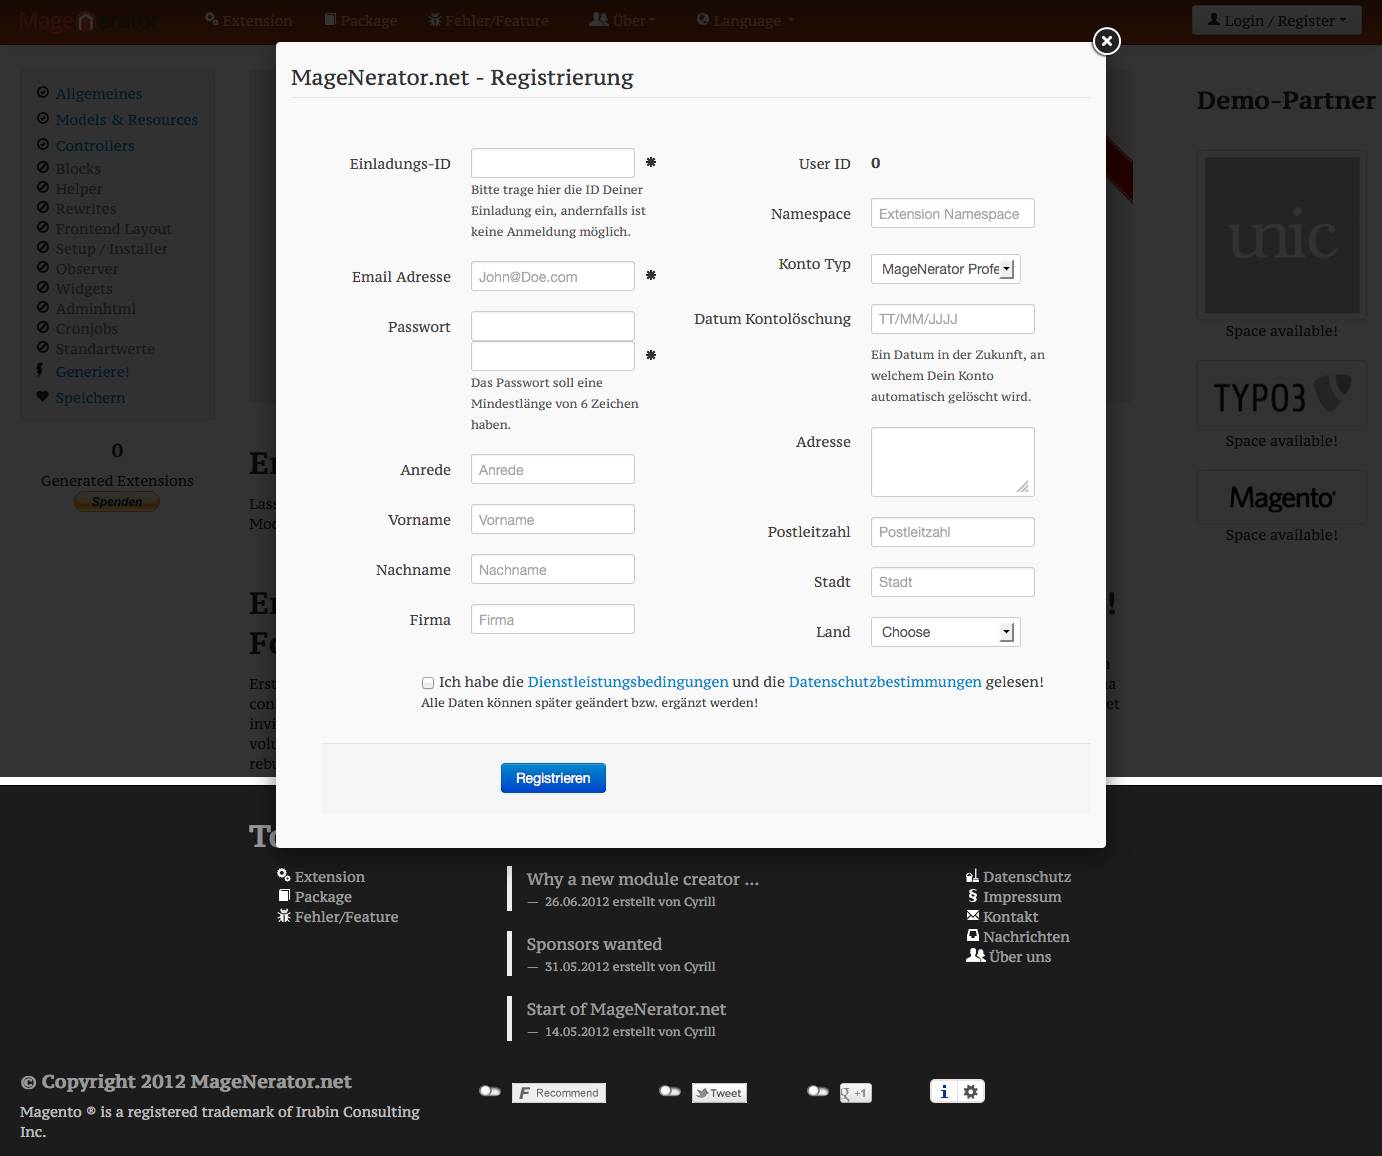 MageNerator
Extension
Package
Fehler/Feature
Über
Language
Login / Register
Allgemeines
Models & Resources
Controllers
Blocks
Helper
Rewrites
Frontend Layout
Setup / Installer
Observer
Widgets
Adminhtml
Cronjobs
Standartwerte
Generiere!
Speichern
0
Generated Extensions
Spenden
MageNerator.net - Registrierung
Einladungs-ID
✱
Bitte trage hier die ID Deiner
Einladung ein, andernfalls ist
keine Anmeldung möglich.
Email Adresse
John@Doe.com
✱
Passwort
✱
Das Passwort soll eine
Mindestlänge von 6 Zeichen
haben.
Anrede
Anrede
Vorname
Vorname
Nachname
Nachname
Firma
Firma
User ID
0
Namespace
Extension Namespace
Konto Typ
MageNerator Profe
Datum Kontolöschung
TT/MM/JJJJ
Ein Datum in der Zukunft, an
welchem Dein Konto
automatisch gelöscht wird.
Adresse
Postleitzahl
Postleitzahl
Stadt
Stadt
Land
Choose
Ich habe die Dienstleistungsbedingungen und die Datenschutzbestimmungen gelesen!
Alle Daten können später geändert bzw. ergänzt werden!
Registrieren
Demo-Partner
unic
Space available!
TYPO3
Space available!
Magento®
Space available!
Extension
Package
Fehler/Feature
Why a new module creator ...
— 26.06.2012 erstellt von Cyrill
Sponsors wanted
— 31.05.2012 erstellt von Cyrill
Start of MageNerator.net
— 14.05.2012 erstellt von Cyrill
Datenschutz
§ Impressum
Kontakt
Nachrichten
Über uns
© Copyright 2012 MageNerator.net
Magento ® is a registered trademark of Irubin Consulting
Inc.
Recommend
Tweet
g +1
i